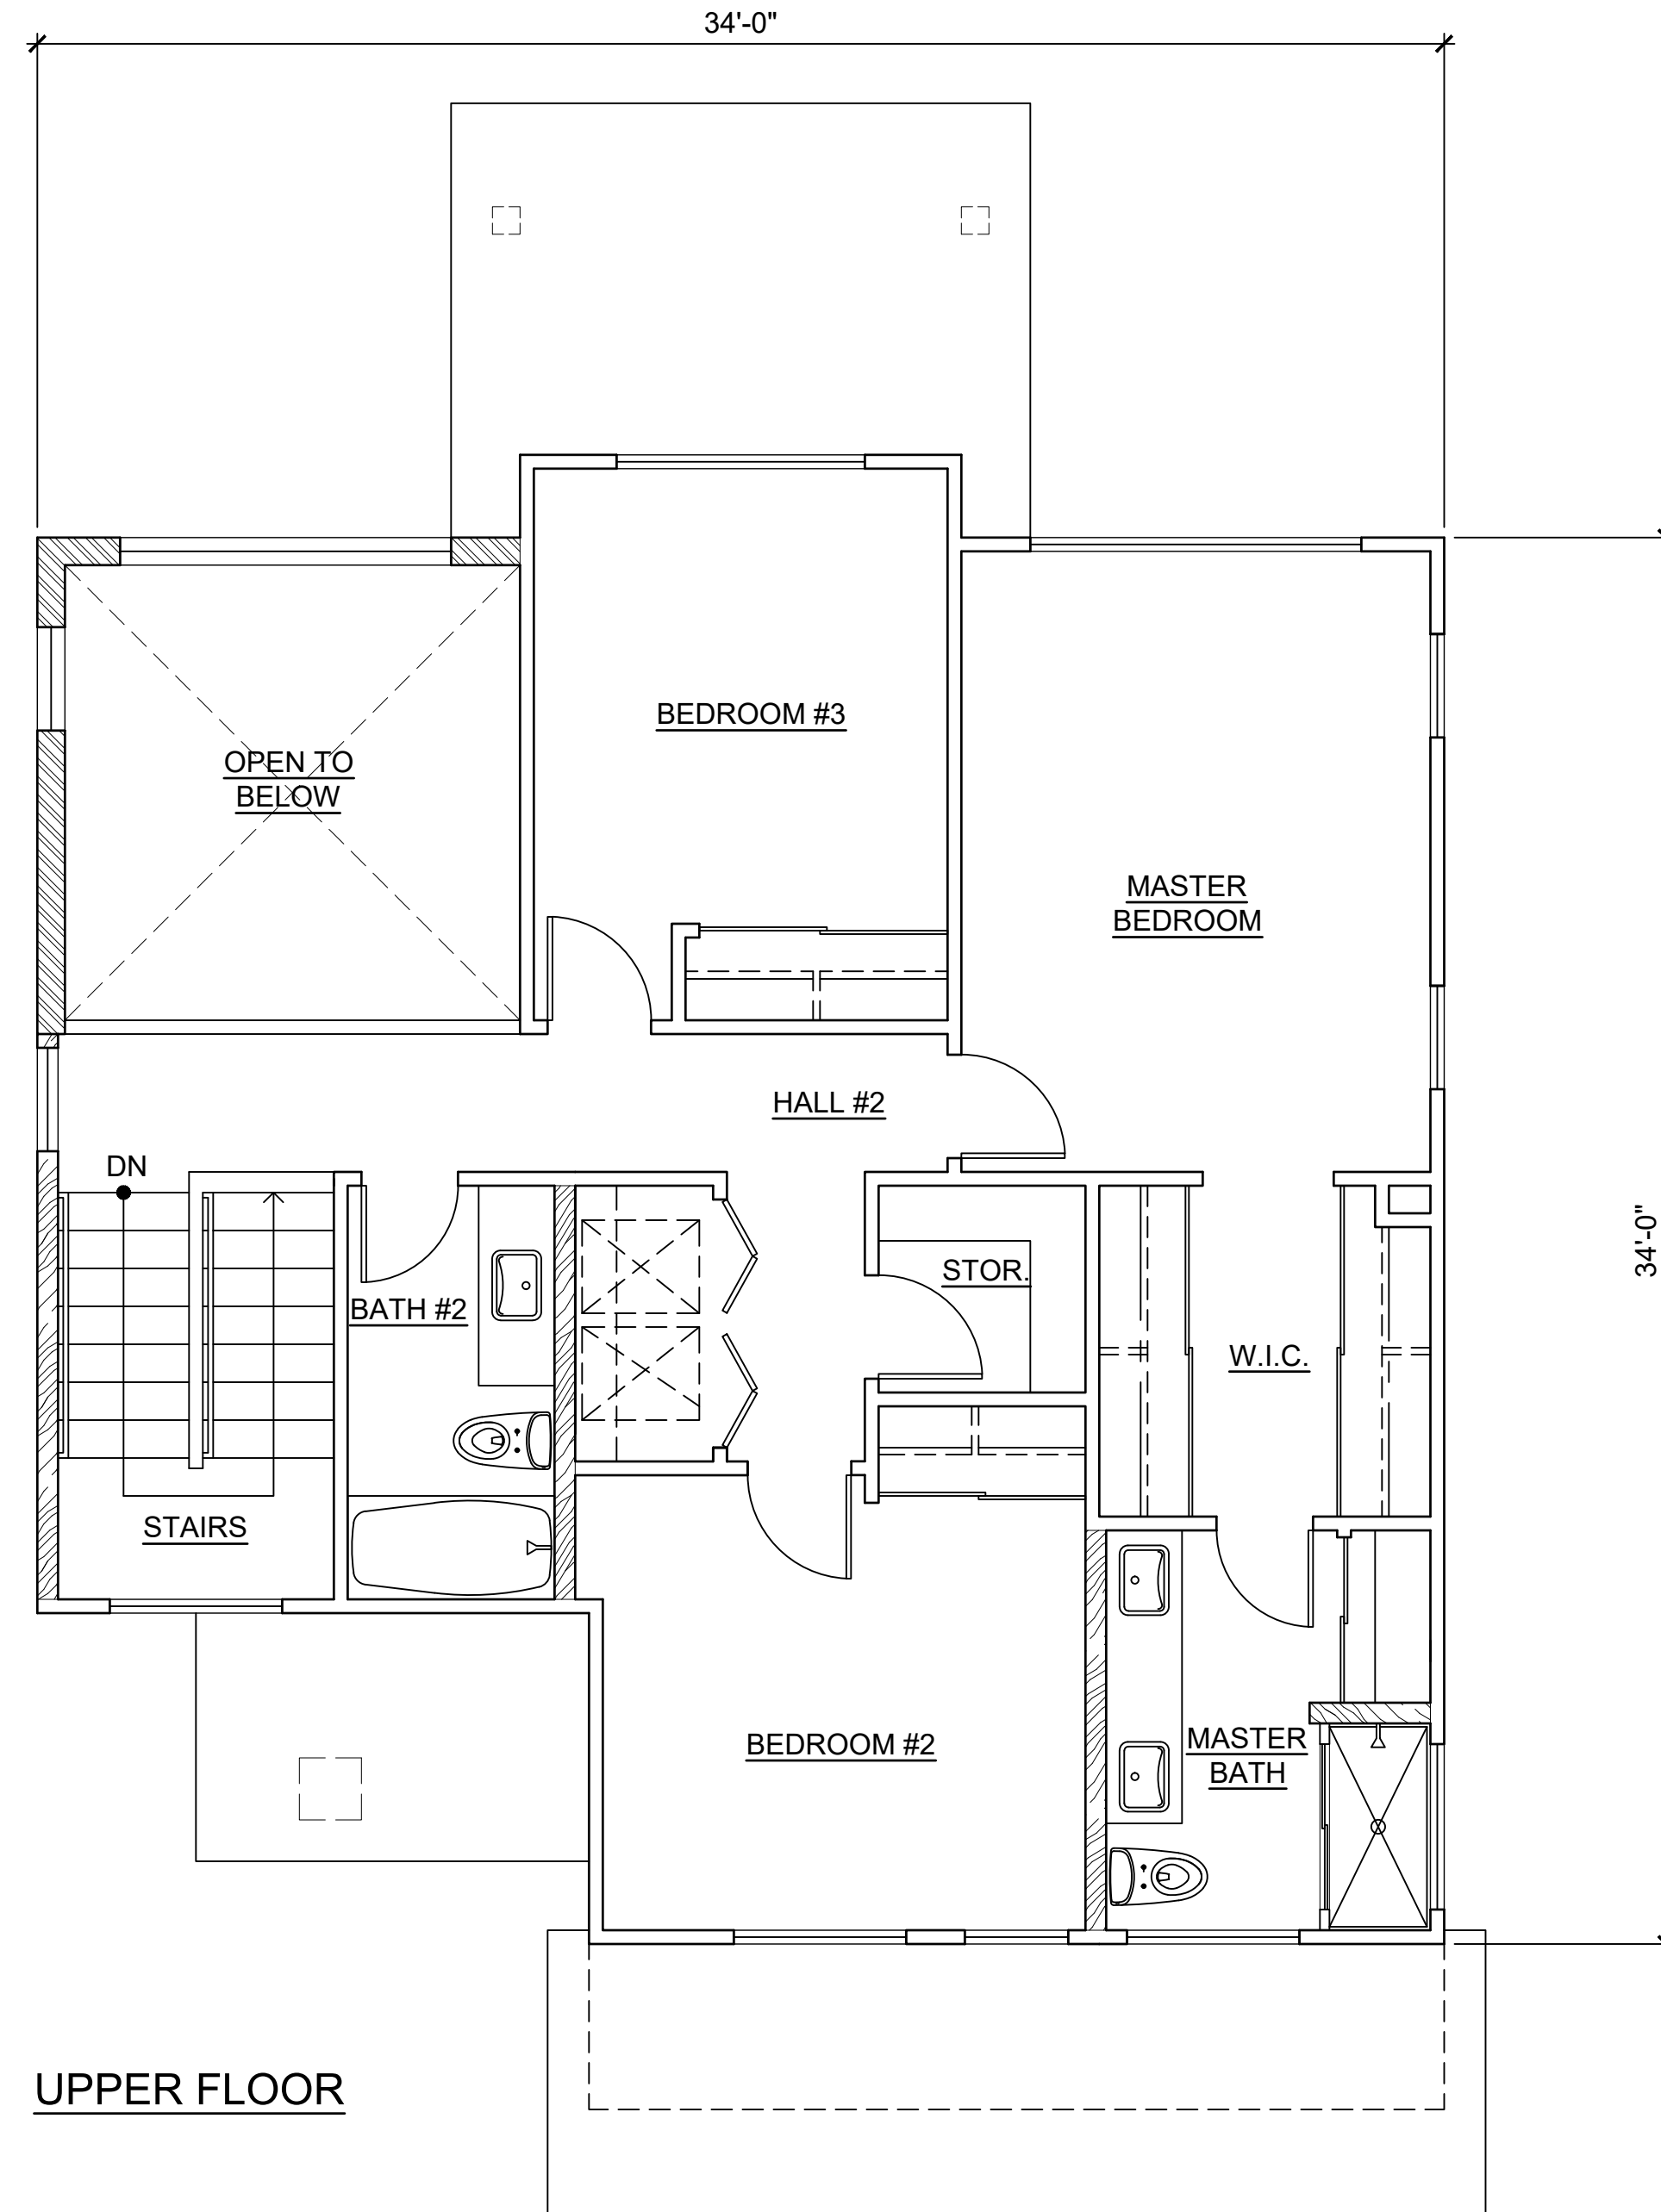 34'-0"
BEDROOM #3
OPEN TO
BELOW
MASTER
BEDROOM
HALL #2
DN
34'-0"
STOR.
BATH #2
W.I.C.
STAIRS
BEDROOM #2
MASTER
BATH
UPPER FLOOR